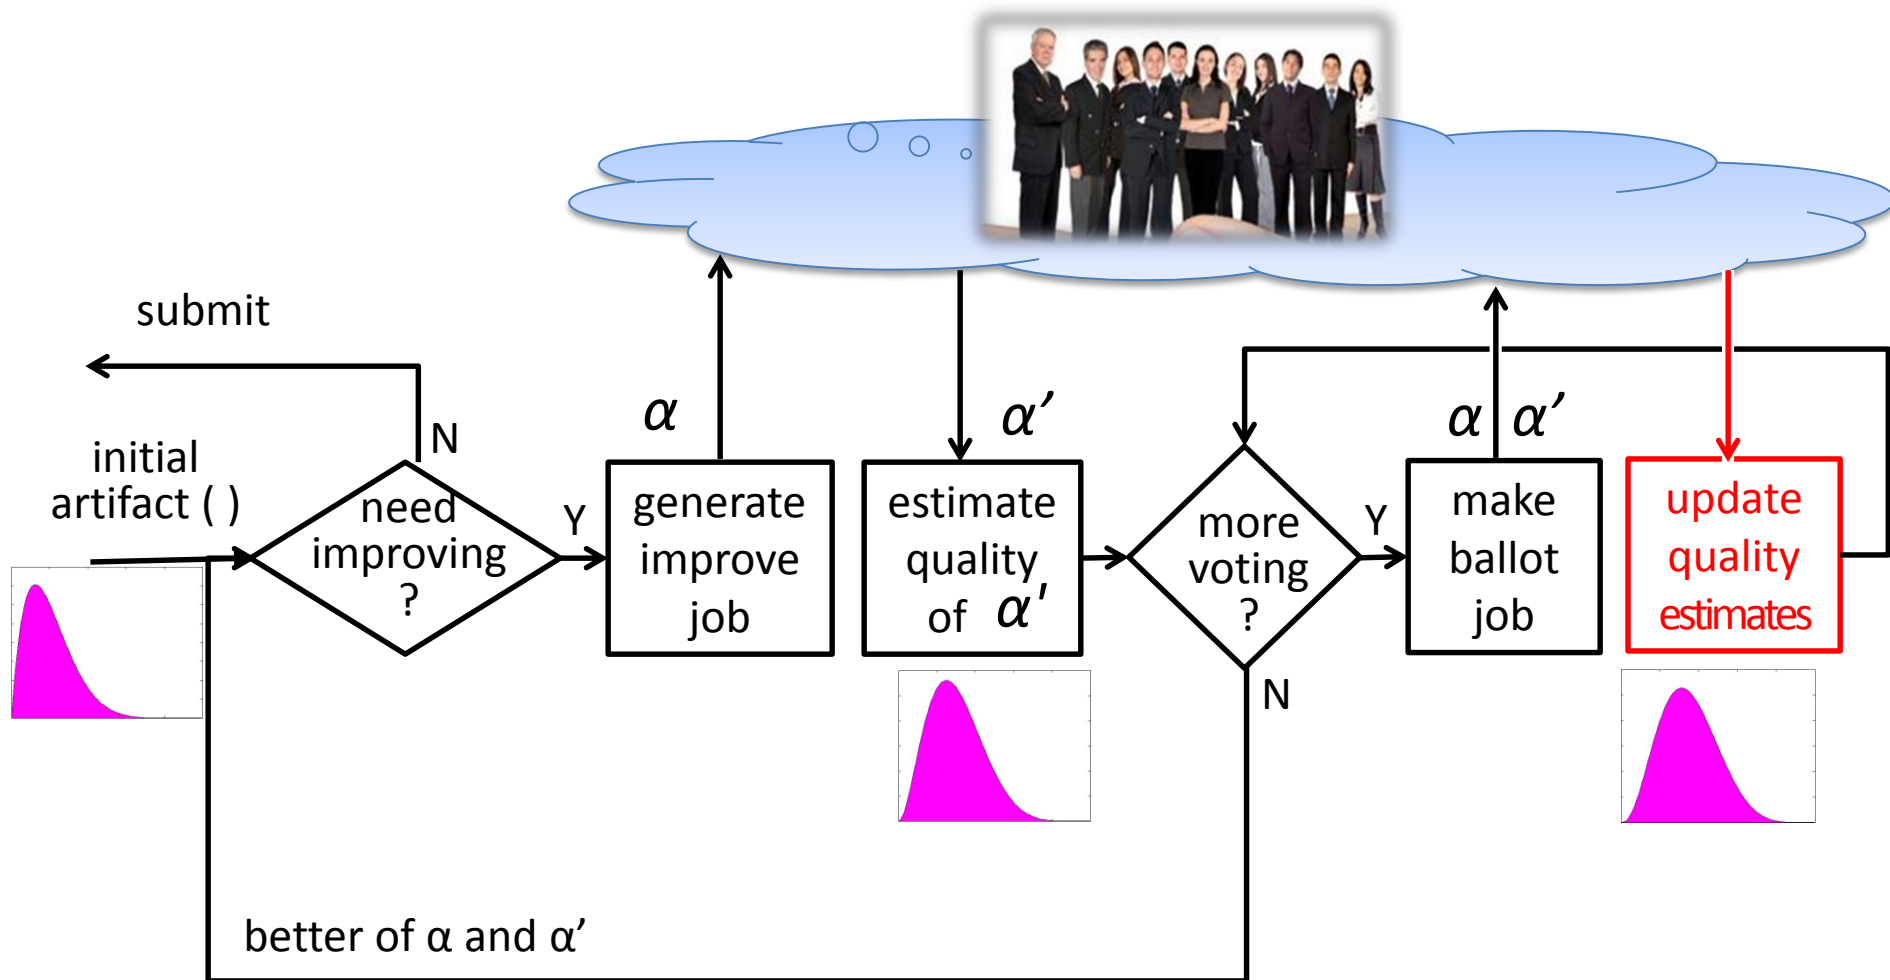 submit
N
initial
artifact ( )
need
improving
?
Y
α
generate
improve
job
α’
estimate
quality
of α'
more
voting
?
Y
N
α α’
make
ballot
job
update
quality
estimates
better of α and α’